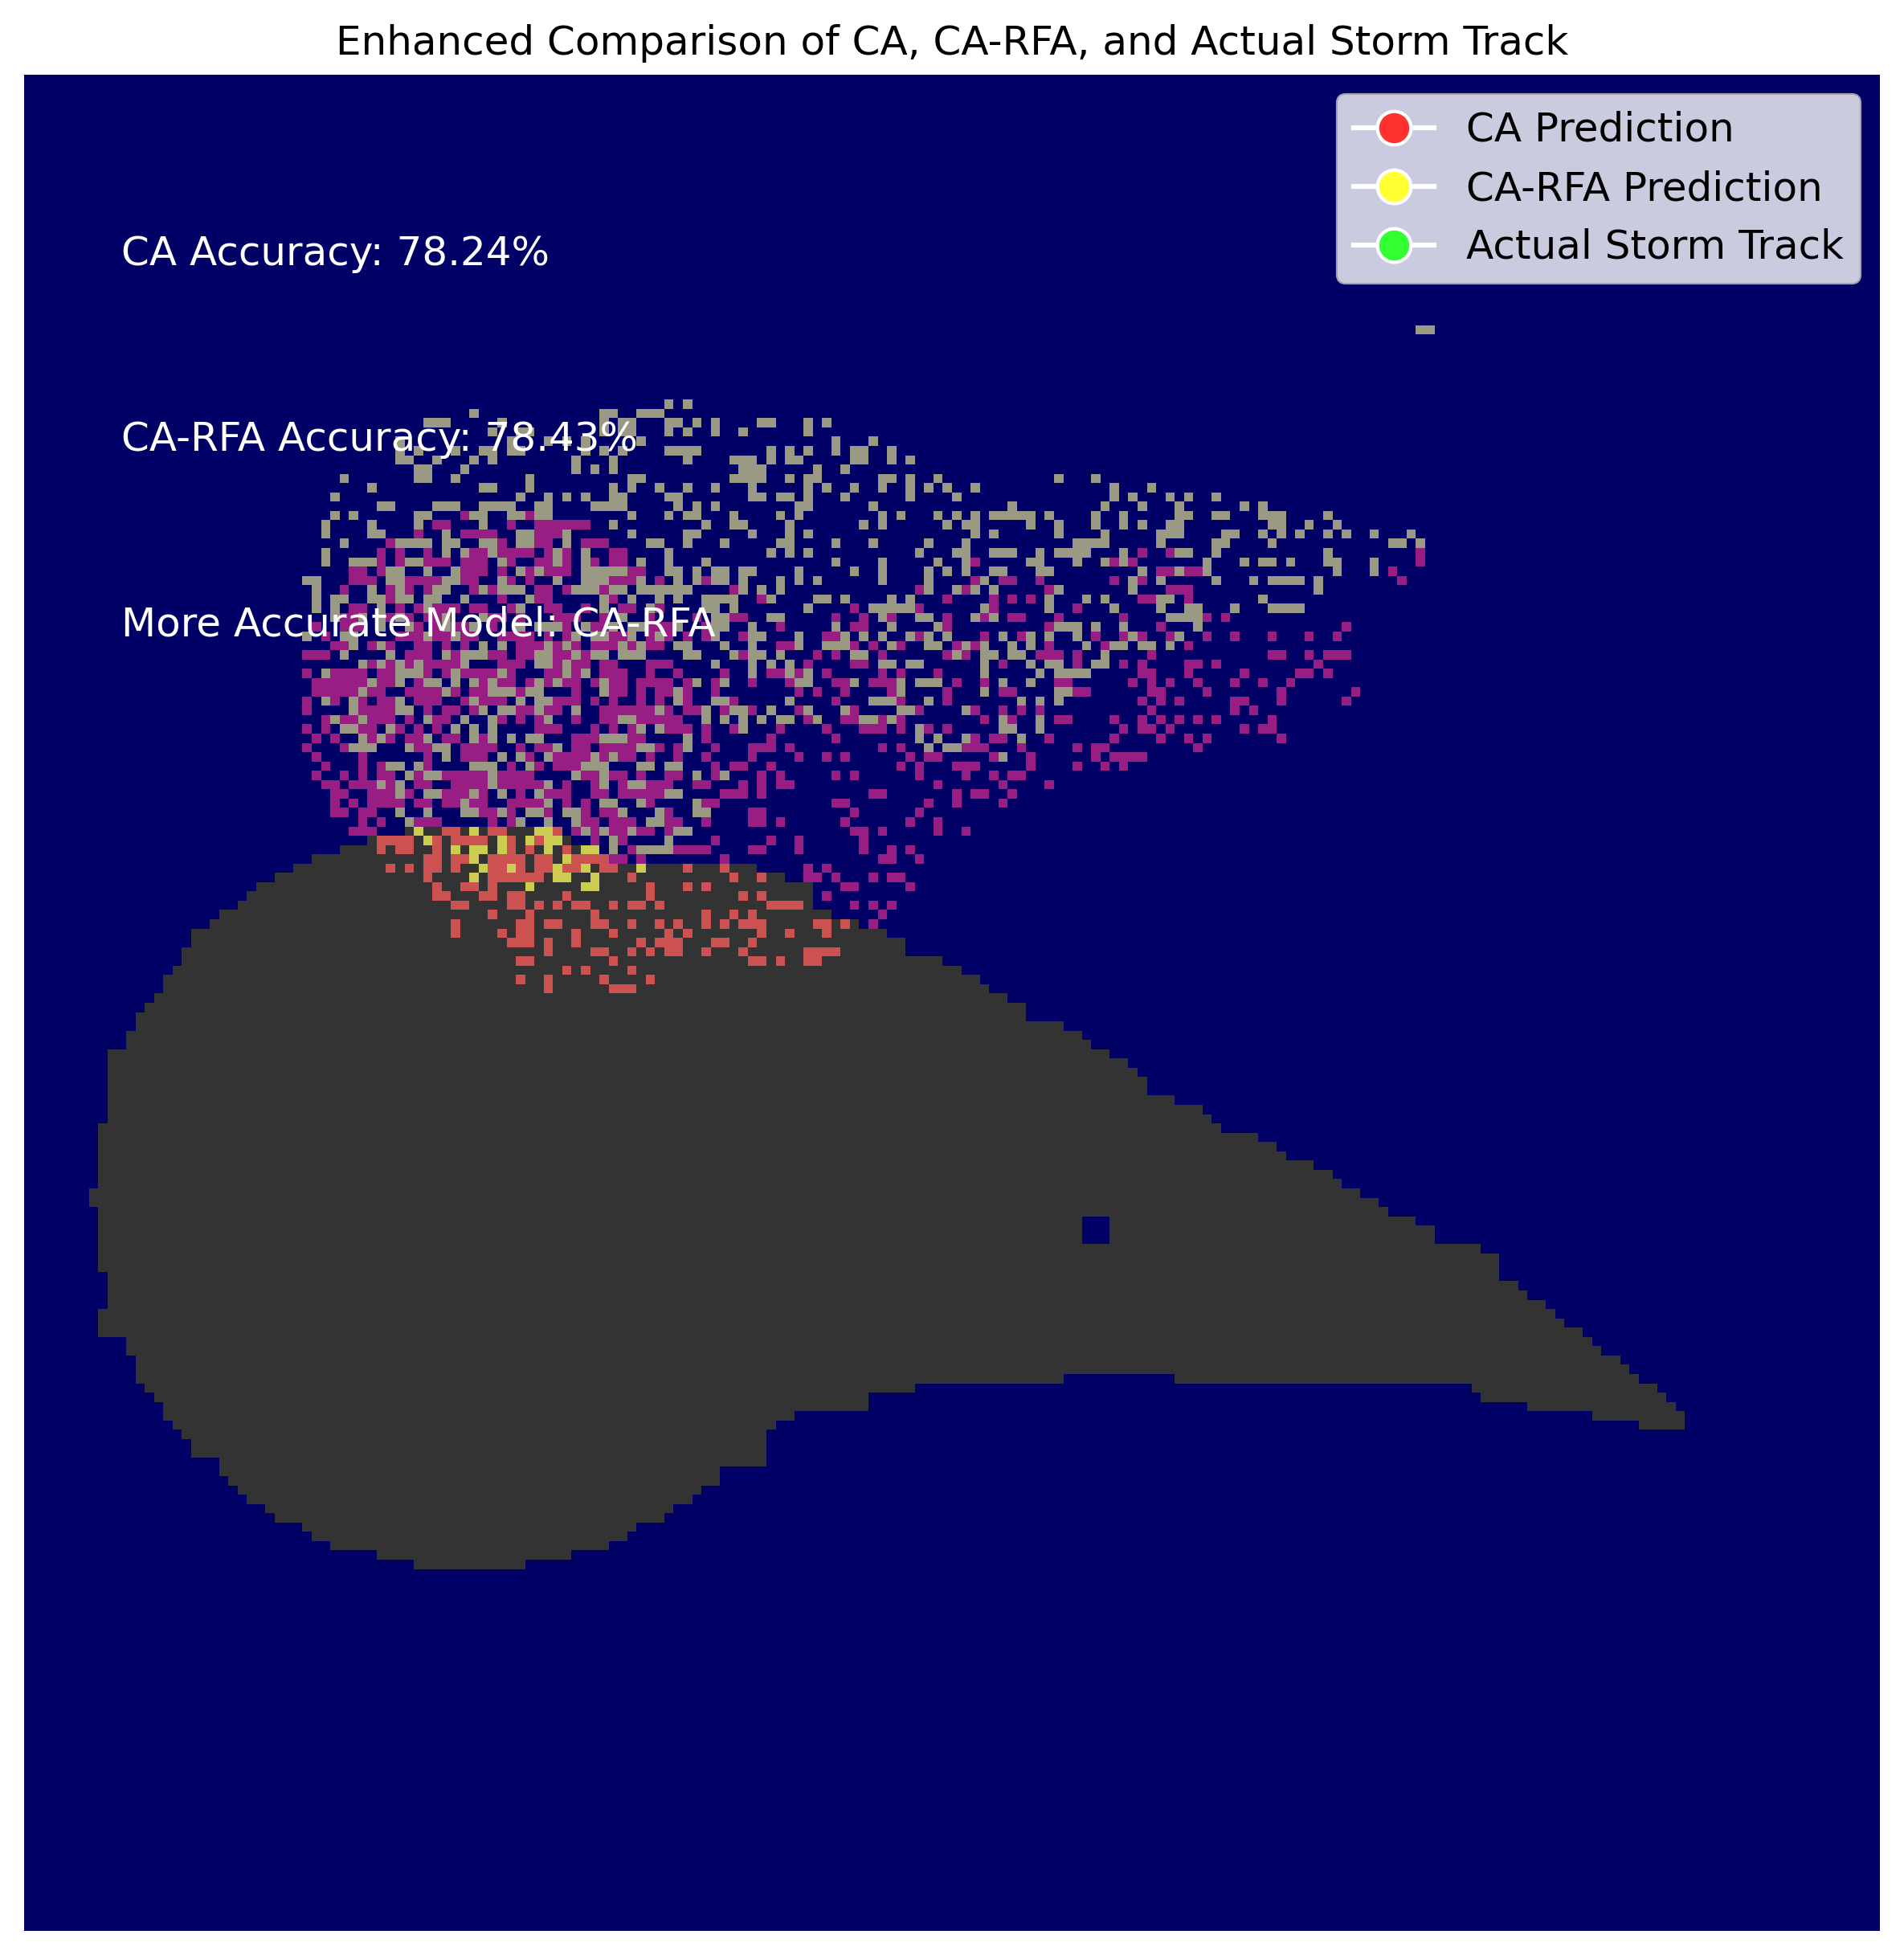 Enhanced Comparison of CA, CA-RFA, and Actual Storm Track
CA Prediction
CA-RFA Prediction
Actual Storm Track
CA Accuracy: 78.24%
CA-RFA Accuracy: 78.43%
More Accurate Model: CA-RFA